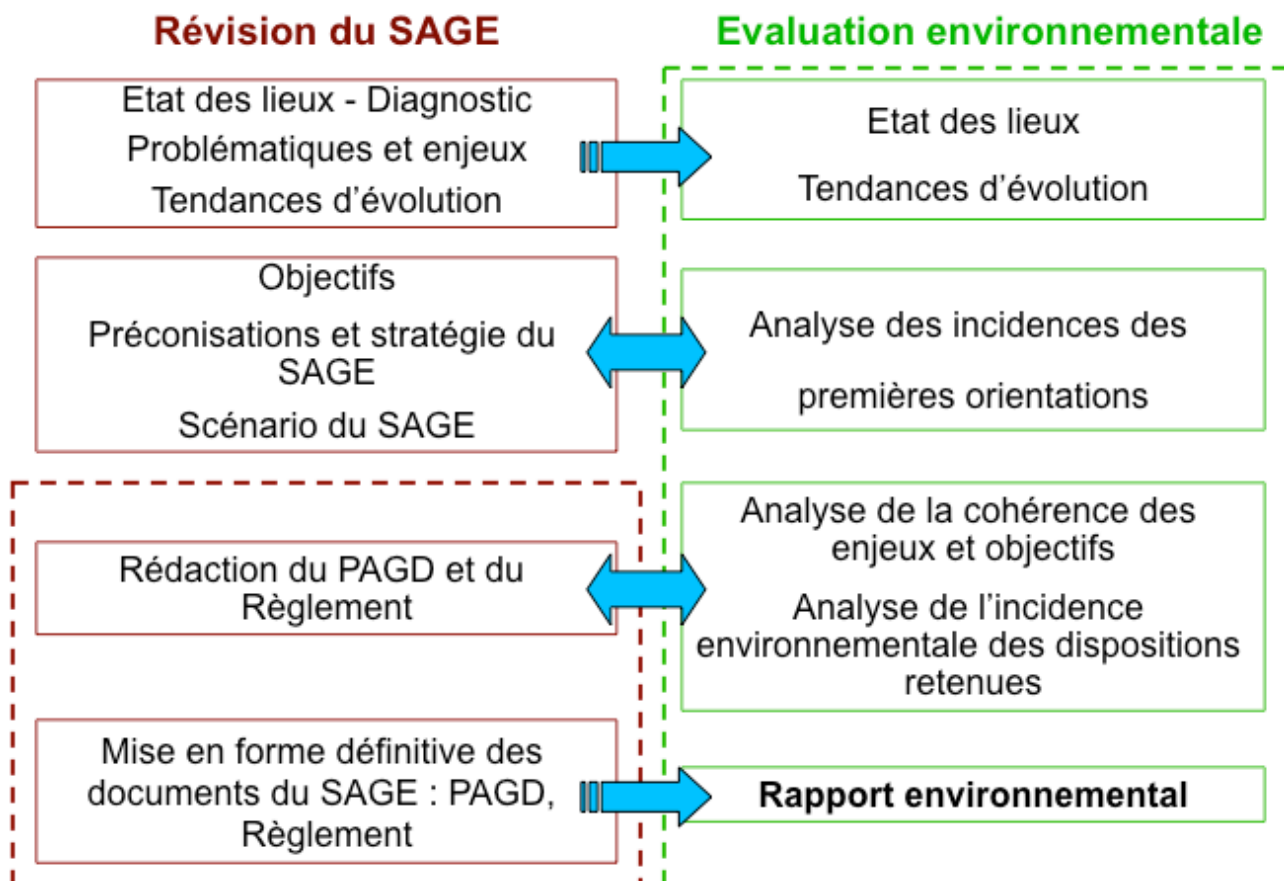 Révision du SAGE
Evaluation environnementale
Etat des lieux - Diagnostic
Problématiques et enjeux
Tendances d’évolution
Etat des lieux
Tendances d’évolution
Objectifs
Préconisations et stratégie du
SAGE
Scénario du SAGE
Analyse des incidences des
premières orientations
Rédaction du PAGD et du
Règlement
Analyse de la cohérence des
enjeux et objectifs
Analyse de l’incidence
environnementale des dispositions
retenues
Mise en forme définitive des
documents du SAGE : PAGD,
Règlement
Rapport environnemental